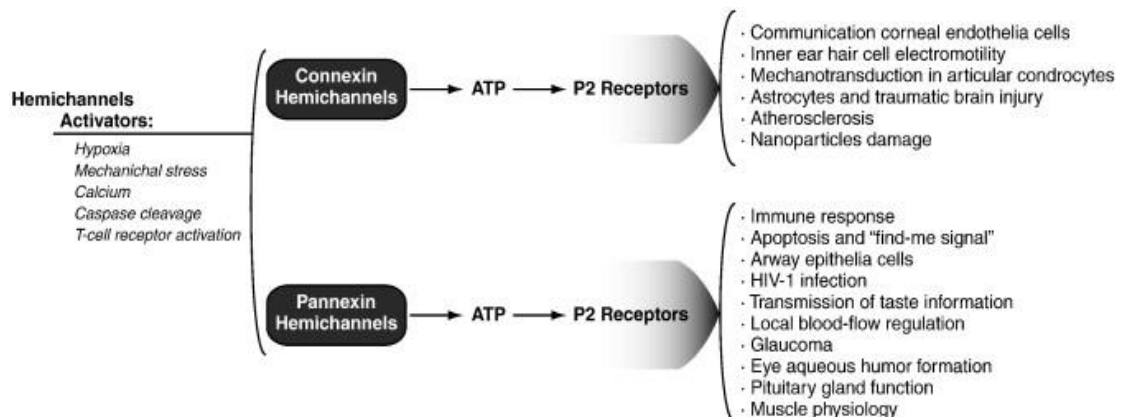 Hemichannels
Activators:
Hypoxia
Mechanichal stress
Calcium
Caspase cleavage
T-cell receptor activation
Connexin
Hemichannels
ATP
P2 Receptors
· Communication corneal endothelia cells
· Inner ear hair cell electromotility
· Mechanotransduction in articular condrocytes
· Astrocytes and traumatic brain injury
· Atherosclerosis
· Nanoparticles damage
Pannexin
Hemichannels
ATP
P2 Receptors
· Immune response
· Apoptosis and “find-me signal”
· Arway epithelia cells
· HIV-1 infection
· Transmission of taste information
· Local blood-flow regulation
· Glaucoma
· Eye aqueous humor formation
· Pituitary gland function
· Muscle physiology